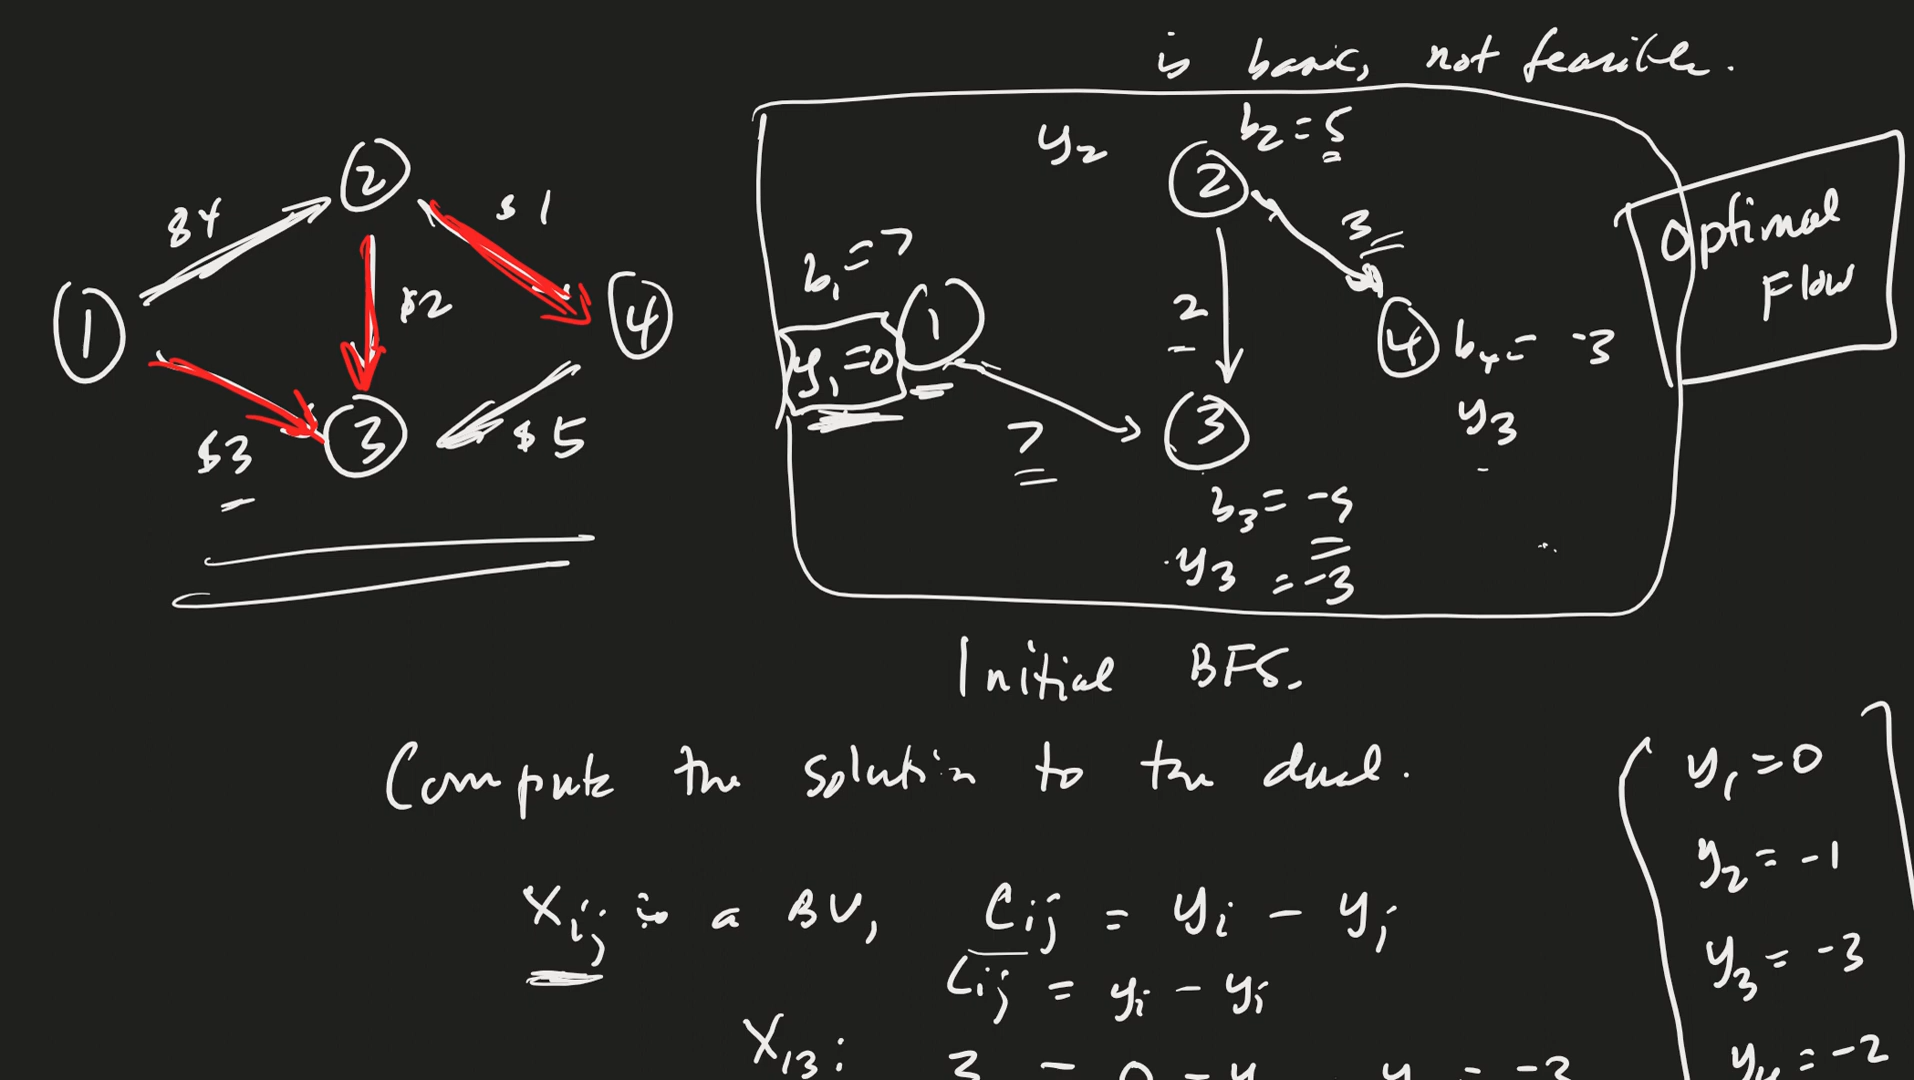 is basic, not feasible.
y2
b2 = 5
2
2
$4
$1
3
Optimal
Flow
b1 = 7
1
1
$2
4
2
4
b4 = -3
y1 = 0
y3
3
3
$3
$5
7
b3 = -5
y3 = -3
Initial BFS.
Compute the solution to the dual.
y1 = 0
y2 = -1
xij is a BV, Cij = yi - yj
y3 = -3
Cij = yi - yj
X13:
y4 = -2